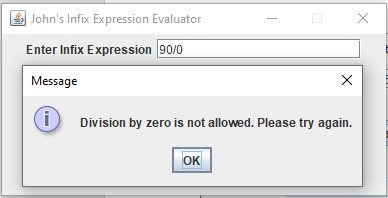 John's Infix Expression Evaluator
Enter Infix Expression 90/0
Message
Division by zero is not allowed. Please try again.
OK